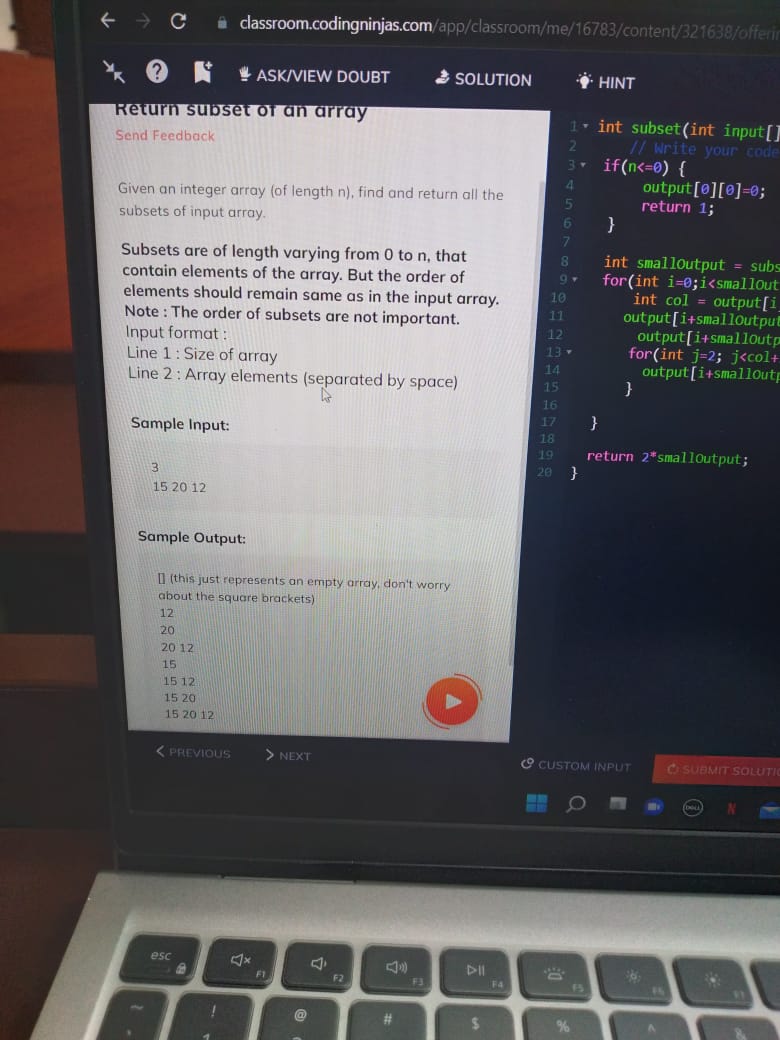 classroom.codingninjas.com/app/classroom/me/16783/content/321638/offerin
ASK/VIEW DOUBT
SOLUTION
HINT
Return subset of an array
Send Feedback
Given an integer array (of length n), find and return all the
subsets of input array.
Subsets are of length varying from 0 to n, that
contain elements of the array. But the order of
elements should remain same as in the input array.
Note : The order of subsets are not important.
Input format :
Line 1 : Size of array
Line 2 : Array elements (separated by space)
Sample Input:
3
15 20 12
Sample Output:
[] (this just represents an empty array, don't worry
about the square brackets)
12
20
20 12
15
15 12
15 20
15 20 12
PREVIOUS
NEXT
1 int subset(int input[]
2 // Write your code
3 if(n<=0) {
4 output[0][0]=0;
5 return 1;
6 }
7
8 int smallOutput = subs
9 for(int i=0;i<smallOut
10 int col = output[i
11 output[i+smallOutput
12 output[i+smallOutp
13 for(int j=2; j<col+
14 output[i+smallOutp
15 }
16
17 }
18
19 return 2*smallOutput;
20 }
CUSTOM INPUT
SUBMIT SOLUTI
DELL
N
esc
F1
F2
F3
F4
F5
F6
F7
~
!
@
#
$
%
^
&